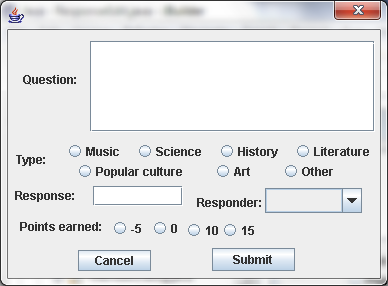 Question:
Type: Music Science History Literature
Popular culture Art Other
Response: Responder:
Points earned: -5 0 10 15
Cancel Submit